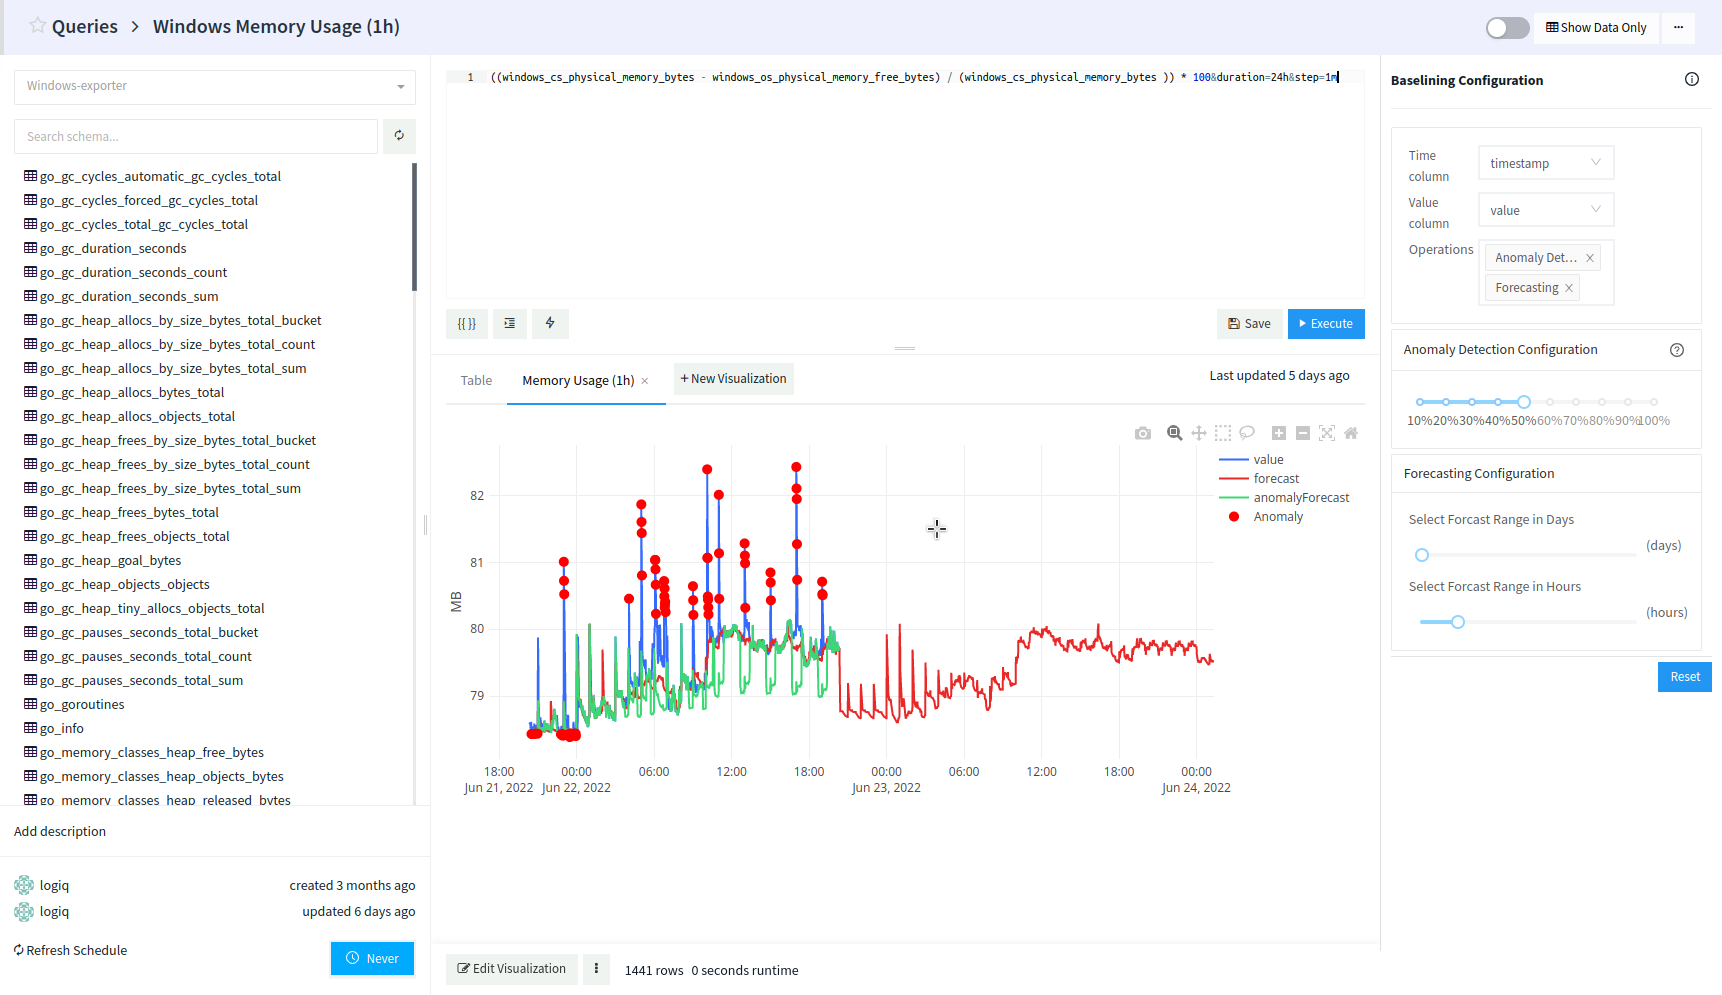 Queries > Windows Memory Usage (1h)
Show Data Only
Windows-exporter
Search schema...
go_gc_cycles_automatic_gc_cycles_total
go_gc_cycles_forced_gc_cycles_total
go_gc_cycles_total_gc_cycles_total
go_gc_duration_seconds
go_gc_duration_seconds_count
go_gc_duration_seconds_sum
go_gc_heap_allocs_by_size_bytes_total_bucket
go_gc_heap_allocs_by_size_bytes_total_count
go_gc_heap_allocs_by_size_bytes_total_sum
go_gc_heap_allocs_bytes_total
go_gc_heap_allocs_objects_total
go_gc_heap_frees_by_size_bytes_total_bucket
go_gc_heap_frees_by_size_bytes_total_count
go_gc_heap_frees_by_size_bytes_total_sum
go_gc_heap_frees_bytes_total
go_gc_heap_frees_objects_total
go_gc_heap_goal_bytes
go_gc_heap_objects_objects
go_gc_heap_tiny_allocs_objects_total
go_gc_pauses_seconds_total_bucket
go_gc_pauses_seconds_total_count
go_gc_pauses_seconds_total_sum
go_goroutines
go_info
go_memory_classes_heap_free_bytes
go_memory_classes_heap_objects_bytes
go_memory_classes_heap_released_bytes
Add description
logiq created 3 months ago
logiq updated 6 days ago
Refresh Schedule
Never
1 ((windows_cs_physical_memory_bytes - windows_os_physical_memory_free_bytes) / (windows_cs_physical_memory_bytes )) * 100&duration=24h&step=1m
{{ }}
Save
Execute
Table
Memory Usage (1h) ×
+ New Visualization
Last updated 5 days ago
value
forecast
anomalyForecast
Anomaly
82
81
80
79
MB
18:00 00:00 06:00 12:00 18:00 00:00 06:00 12:00 18:00 00:00
Jun 21, 2022 Jun 22, 2022 Jun 23, 2022 Jun 24, 2022
Edit Visualization
1441 rows 0 seconds runtime
Baselining Configuration
Time column
timestamp
Value column
value
Operations
Anomaly Det... ×
Forecasting ×
Anomaly Detection Configuration
10%20%30%40%50%60%70%80%90%100%
Forecasting Configuration
Select Forcast Range in Days
(days)
Select Forcast Range in Hours
(hours)
Reset